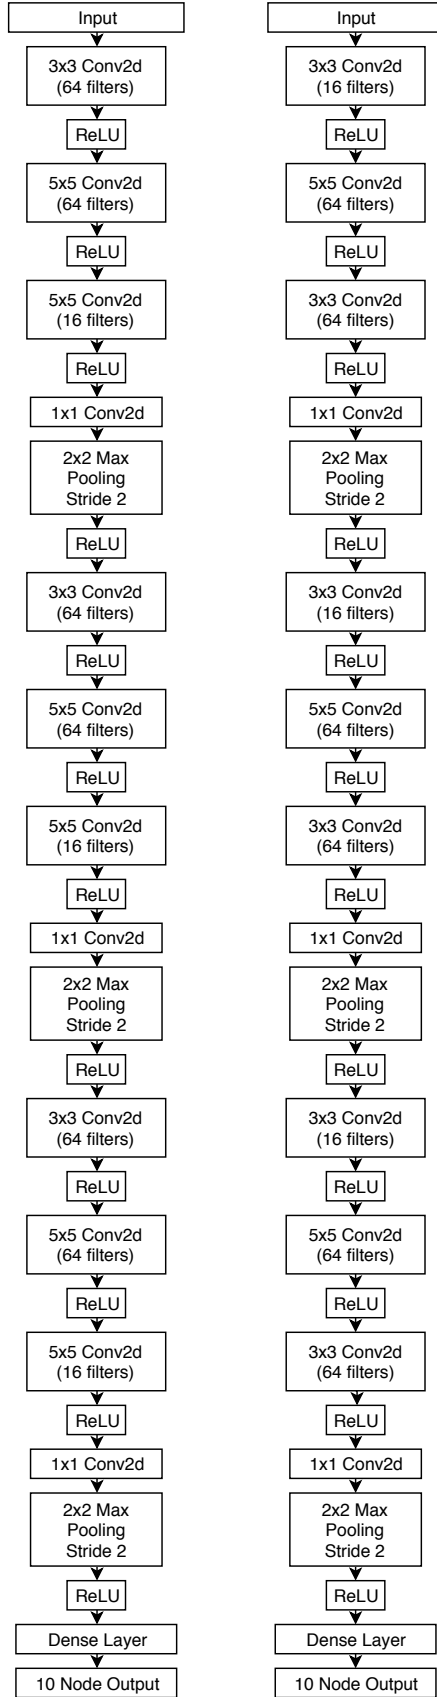 Input
3x3 Conv2d
(64 filters)
ReLU
5x5 Conv2d
(64 filters)
ReLU
5x5 Conv2d
(16 filters)
ReLU
1x1 Conv2d
2x2 Max
Pooling
Stride 2
ReLU
3x3 Conv2d
(64 filters)
ReLU
5x5 Conv2d
(64 filters)
ReLU
5x5 Conv2d
(16 filters)
ReLU
1x1 Conv2d
2x2 Max
Pooling
Stride 2
ReLU
3x3 Conv2d
(64 filters)
ReLU
5x5 Conv2d
(64 filters)
ReLU
5x5 Conv2d
(16 filters)
ReLU
1x1 Conv2d
2x2 Max
Pooling
Stride 2
ReLU
Dense Layer
10 Node Output
Input
3x3 Conv2d
(16 filters)
ReLU
5x5 Conv2d
(64 filters)
ReLU
3x3 Conv2d
(64 filters)
ReLU
1x1 Conv2d
2x2 Max
Pooling
Stride 2
ReLU
3x3 Conv2d
(16 filters)
ReLU
5x5 Conv2d
(64 filters)
ReLU
3x3 Conv2d
(64 filters)
ReLU
1x1 Conv2d
2x2 Max
Pooling
Stride 2
ReLU
3x3 Conv2d
(16 filters)
ReLU
5x5 Conv2d
(64 filters)
ReLU
3x3 Conv2d
(64 filters)
ReLU
1x1 Conv2d
2x2 Max
Pooling
Stride 2
ReLU
Dense Layer
10 Node Output